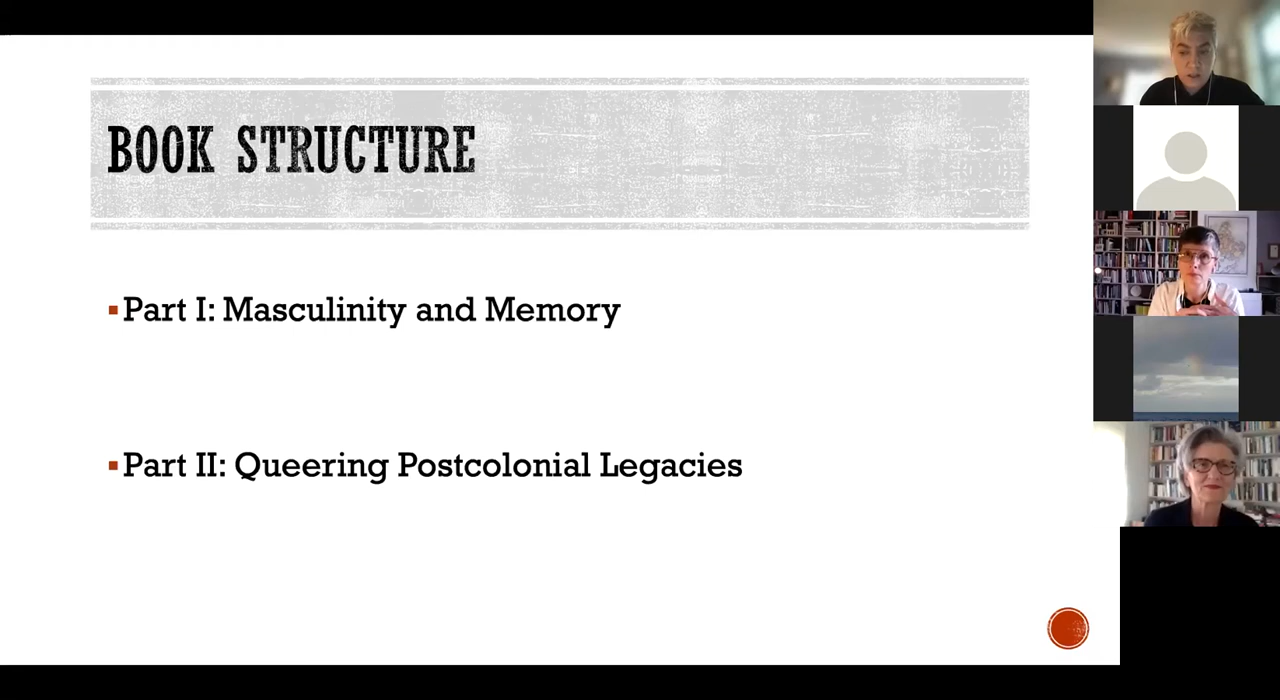 BOOK STRUCTURE
▪Part I: Masculinity and Memory
▪Part II: Queering Postcolonial Legacies